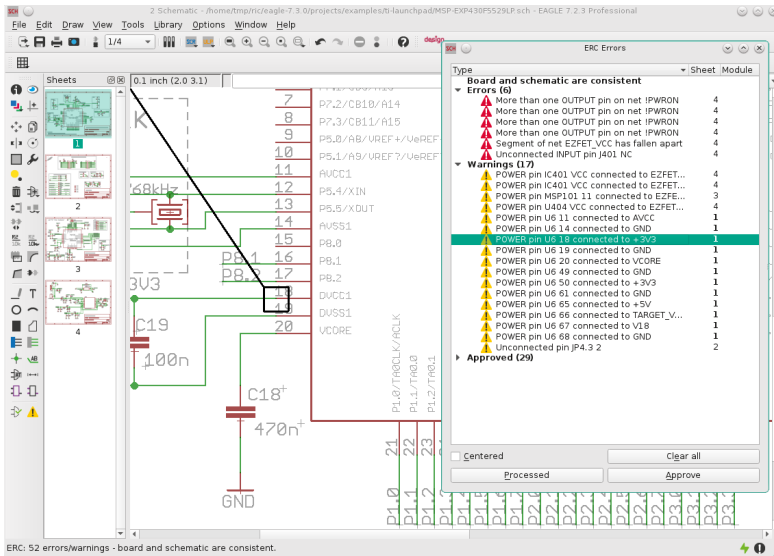 2 Schematic - /home/tmp/ric/eagle-7.3.0/projects/examples/ti-launchpad/MSP-EXP430F5529LP.sch - EAGLE 7.2.3 Professional
File Edit Draw View Tools Library Options Window Help
1/4
design
Sheets
0.1 inch (2.0 3.1)
1
2
3
4
K
768kHz
3V3
C19
100n
C18
470n
GND
P8.1
P8.2
7 P7.2/CB10/A14
8 P7.3/CB11/A15
9 P5.0/A8/VREF+/VeREF
10 P5.1/A9/VREF?/VeREF
11 AVCC1
12 P5.4/XIN
13 P5.5/XOUT
14 AVSS1
15 P8.0
16 P8.1
17 P8.2
18 DVCC1
19 DVSS1
20 VCORE
P1.0/TA0CLK/ACLK
P1.1/TA0.0
P1.2/TA0.1
21
22
23
P1.0
P1.1
P1.2
ERC Errors
Type Sheet Module
Board and schematic are consistent
Errors (6)
More than one OUTPUT pin on net !PWRON 4
More than one OUTPUT pin on net !PWRON 4
More than one OUTPUT pin on net !PWRON 4
More than one OUTPUT pin on net !PWRON 4
Segment of net EZFET_VCC has fallen apart 4
Unconnected INPUT pin J401 NC 4
Warnings (17)
POWER pin IC401 VCC connected to EZFET... 4
POWER pin IC401 VCC connected to EZFET... 4
POWER pin MSP101 11 connected to EZFE... 3
POWER pin U404 VCC connected to EZFET... 4
POWER pin U6 11 connected to AVCC 1
POWER pin U6 14 connected to GND 1
POWER pin U6 18 connected to +3V3 1
POWER pin U6 19 connected to GND 1
POWER pin U6 20 connected to VCORE 1
POWER pin U6 49 connected to GND 1
POWER pin U6 50 connected to +3V3 1
POWER pin U6 61 connected to GND 1
POWER pin U6 65 connected to +5V 1
POWER pin U6 66 connected to TARGET_V... 1
POWER pin U6 67 connected to V18 1
POWER pin U6 68 connected to GND 1
Unconnected pin JP4.3 2 2
Approved (29)
Centered
Clear all
Processed
Approve
ERC: 52 errors/warnings - board and schematic are consistent.